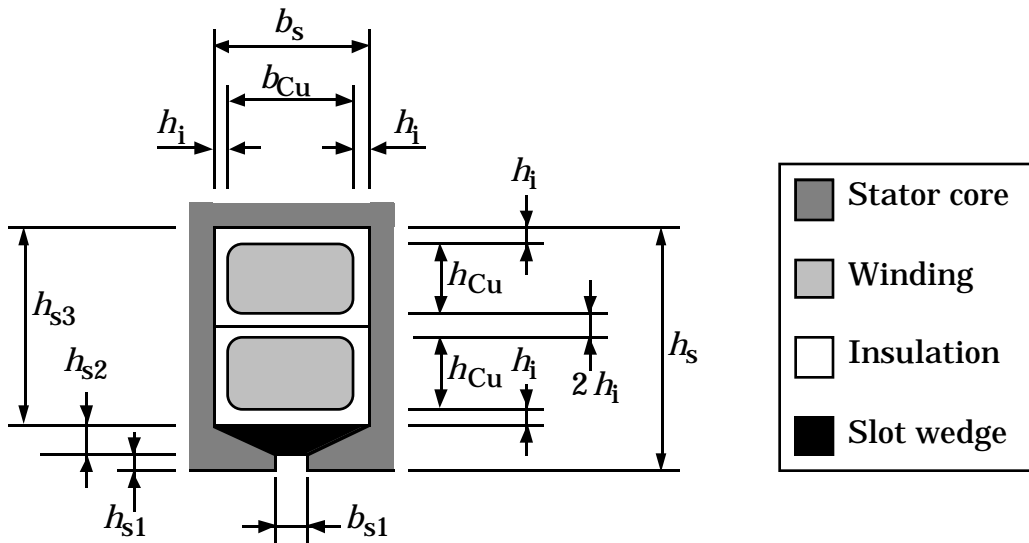 b_s
b_Cu
h_i
h_i
h_i
h_Cu
h_s3
h_s2
h_Cu
h_i
2 h_i
h_s
h_s1
b_s1
Stator core
Winding
Insulation
Slot wedge